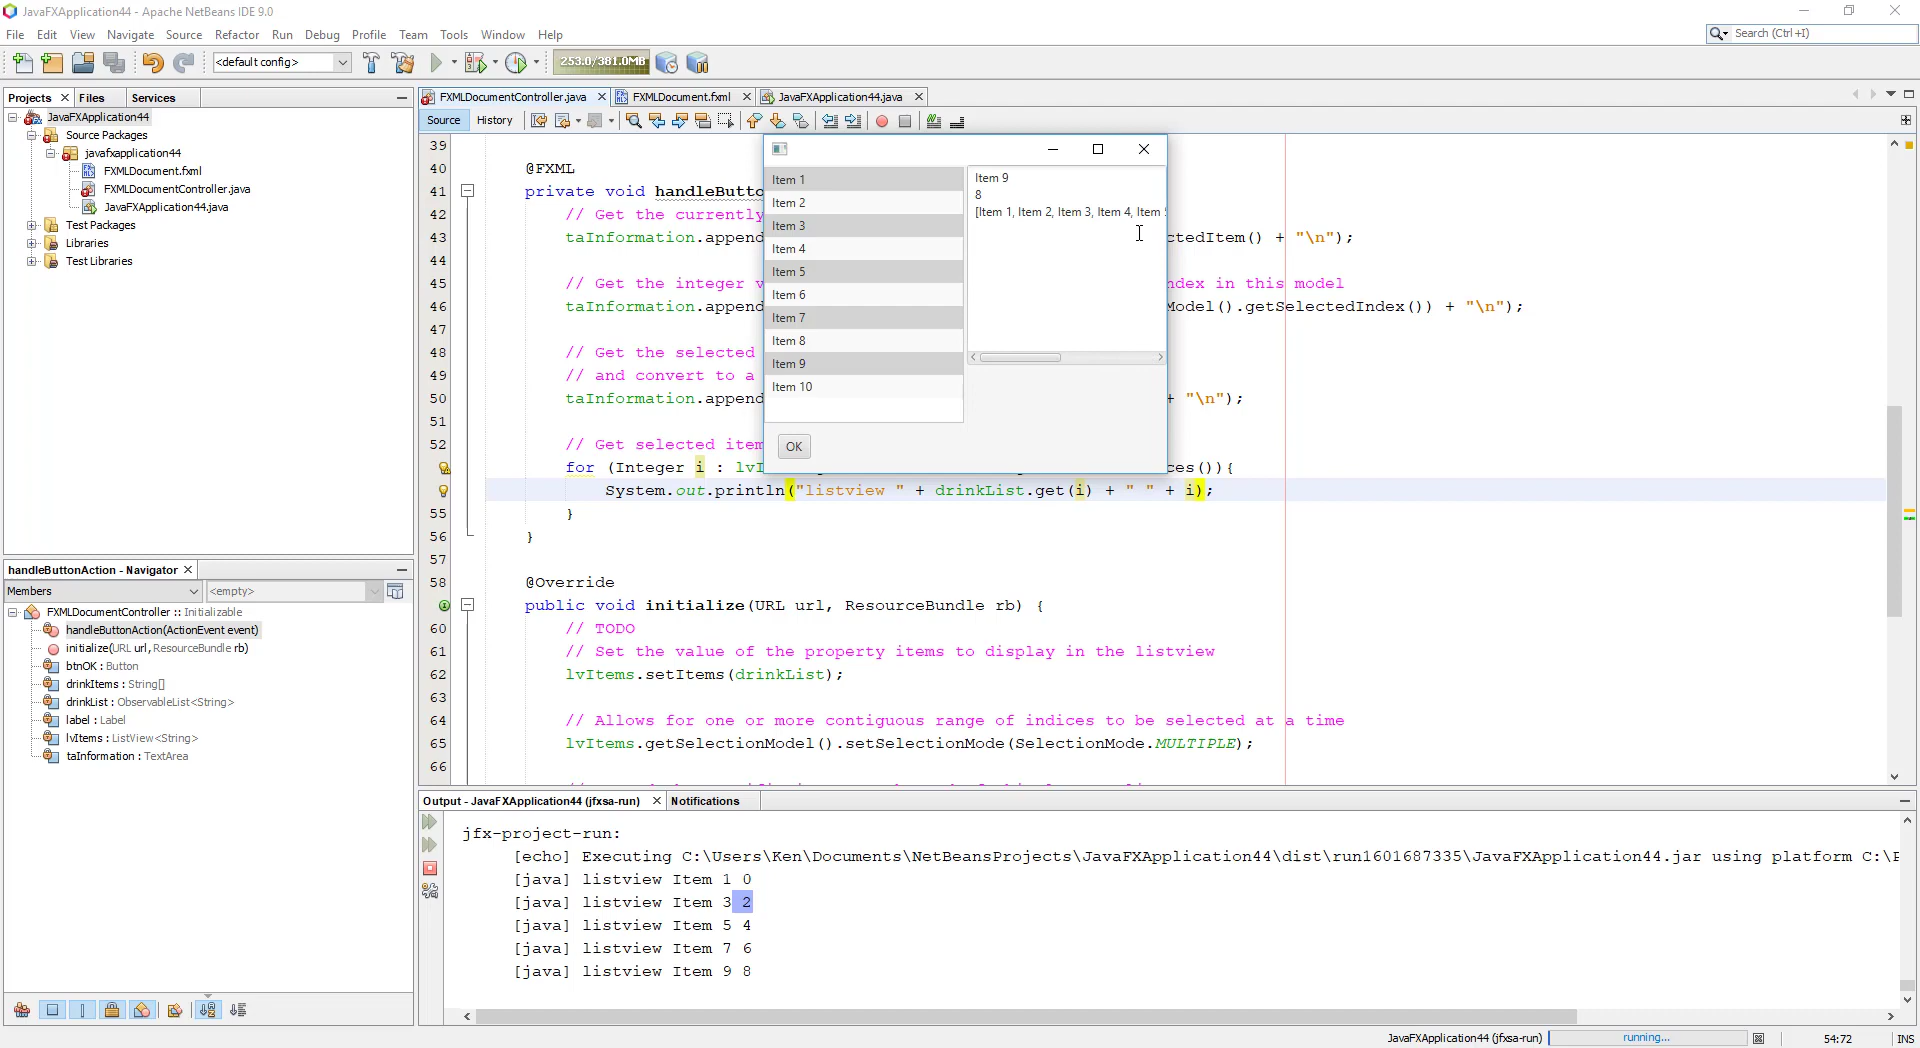 JavaFXApplication44 - Apache NetBeans IDE 9.0
File Edit View Navigate Source Refactor Run Debug Profile Team Tools Window Help
Search (Ctrl+I)
<default config>
253.0/381.0MB
Projects Files Services
JavaFXApplication44
Source Packages
javafxapplication44
FXMLDocument.fxml
FXMLDocumentController.java
JavaFXApplication44.java
Test Packages
Libraries
Test Libraries
FXMLDocumentController.java FXMLDocument.fxml JavaFXApplication44.java
Source History
39
40 @FXML
41 private void handleButto
42 // Get the currently
43 taInformation.append ctedItem() + "\n");
44
45 // Get the integer v ndex in this model
46 taInformation.append Model().getSelectedIndex()) + "\n");
47
48 // Get the selected
49 // and convert to a
50 taInformation.append + "\n");
51
52 // Get selected item
for (Integer i : lvI ces()){
System.out.println("listview " + drinkList.get(i) + " " + i);
55 }
56 }
57
58 @Override
public void initialize(URL url, ResourceBundle rb) {
60 // TODO
61 // Set the value of the property items to display in the listview
62 lvItems.setItems(drinkList);
63
64 // Allows for one or more contiguous range of indices to be selected at a time
65 lvItems.getSelectionModel().setSelectionMode(SelectionMode.MULTIPLE);
66
Item 1
Item 2
Item 3
Item 4
Item 5
Item 6
Item 7
Item 8
Item 9
Item 10
Item 9
8
[Item 1, Item 2, Item 3, Item 4, Item
OK
handleButtonAction - Navigator
Members <empty>
FXMLDocumentController :: Initializable
handleButtonAction(ActionEvent event)
initialize(URL url, ResourceBundle rb)
btnOK : Button
drinkItems : String[]
drinkList : ObservableList<String>
label : Label
lvItems : ListView<String>
taInformation : TextArea
Output - JavaFXApplication44 (jfxsa-run) Notifications
jfx-project-run:
[echo] Executing C:\Users\Ken\Documents\NetBeansProjects\JavaFXApplication44\dist\run1601687335\JavaFXApplication44.jar using platform C:\
[java] listview Item 1 0
[java] listview Item 3 2
[java] listview Item 5 4
[java] listview Item 7 6
[java] listview Item 9 8
JavaFXApplication44 (jfxsa-run) running... 54:72 INS